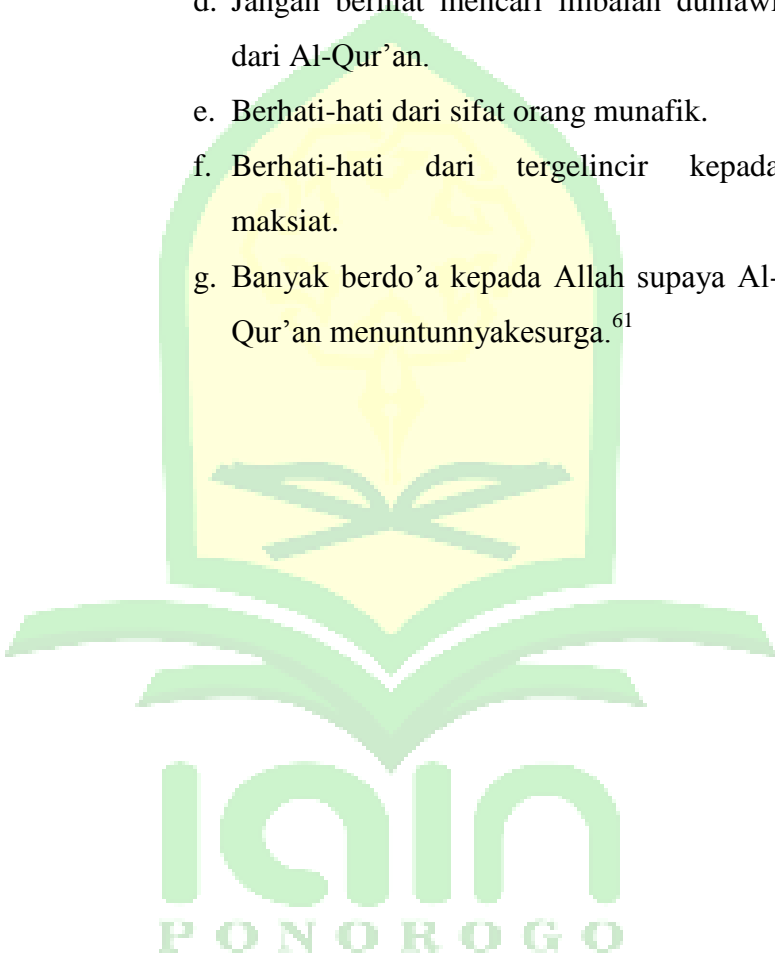 d. Jangan berniat mencari imbalan duniawi
dari Al-Qur’an.
e. Berhati-hati dari sifat orang munafik.
f. Berhati-hati dari tergelincir kepada
maksiat.
g. Banyak berdo’a kepada Allah supaya Al-
Qur’an menuntunnyakesurga.61
iain
PONOROGO